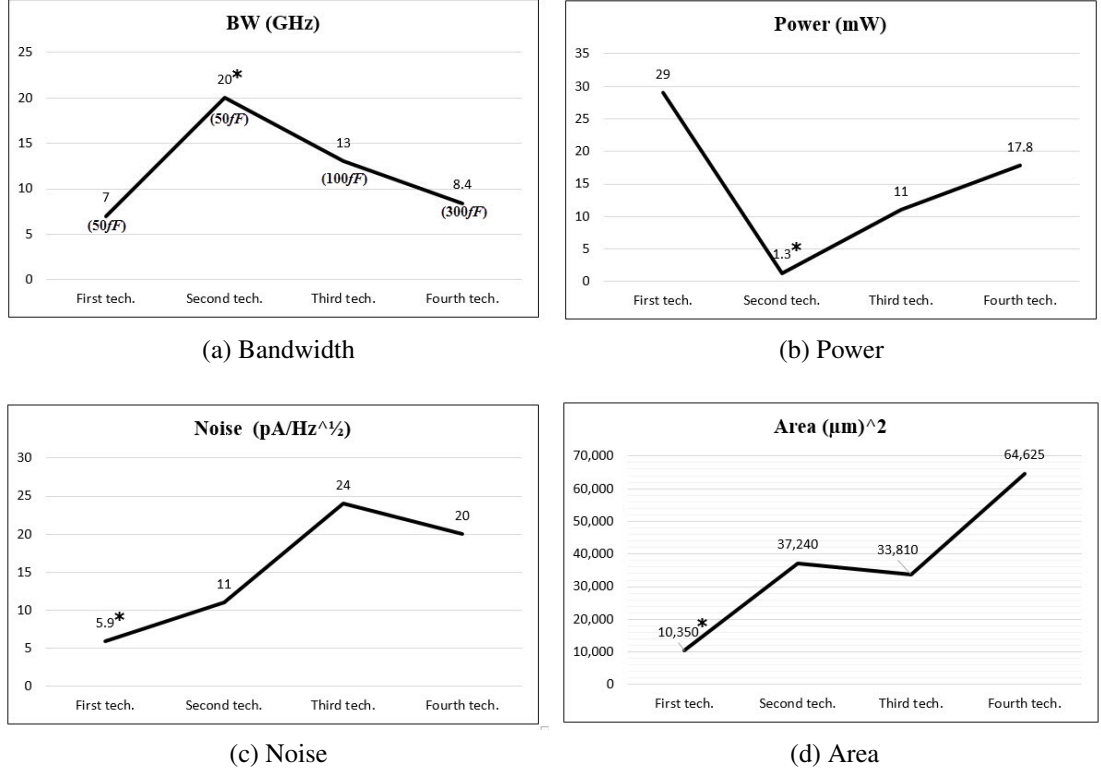 BW (GHz)
25
20
15
10
5
0
7
(50fF)
20*
(50fF)
13
(100fF)
8.4
(300fF)
First tech. Second tech. Third tech. Fourth tech.
(a) Bandwidth
Power (mW)
35
30
25
20
15
10
5
0
29
1.3*
11
17.8
First tech. Second tech. Third tech. Fourth tech.
(b) Power
Noise (pA/Hz^½)
30
25
20
15
10
5
0
5.9*
11
24
20
First tech. Second tech. Third tech. Fourth tech.
(c) Noise
Area (µm)^2
70,000
60,000
50,000
40,000
30,000
20,000
10,000
0
10,350*
37,240
33,810
64,625
First tech. Second tech. Third tech. Fourth tech.
(d) Area